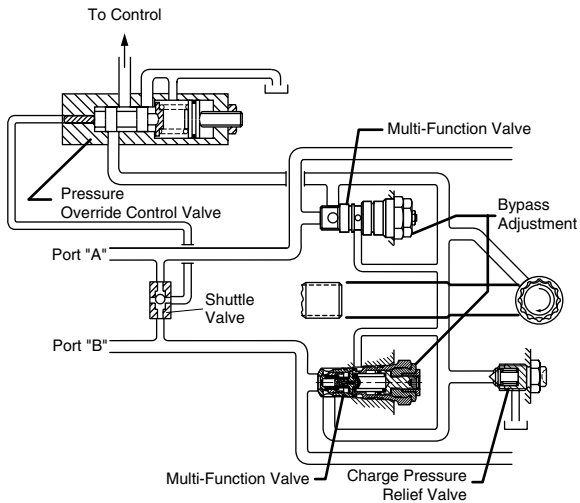 To Control
Multi-Function Valve
Pressure
Override Control Valve
Bypass
Adjustment
Port "A"
Shuttle
Valve
Port "B"
Multi-Function Valve
Charge Pressure
Relief Valve